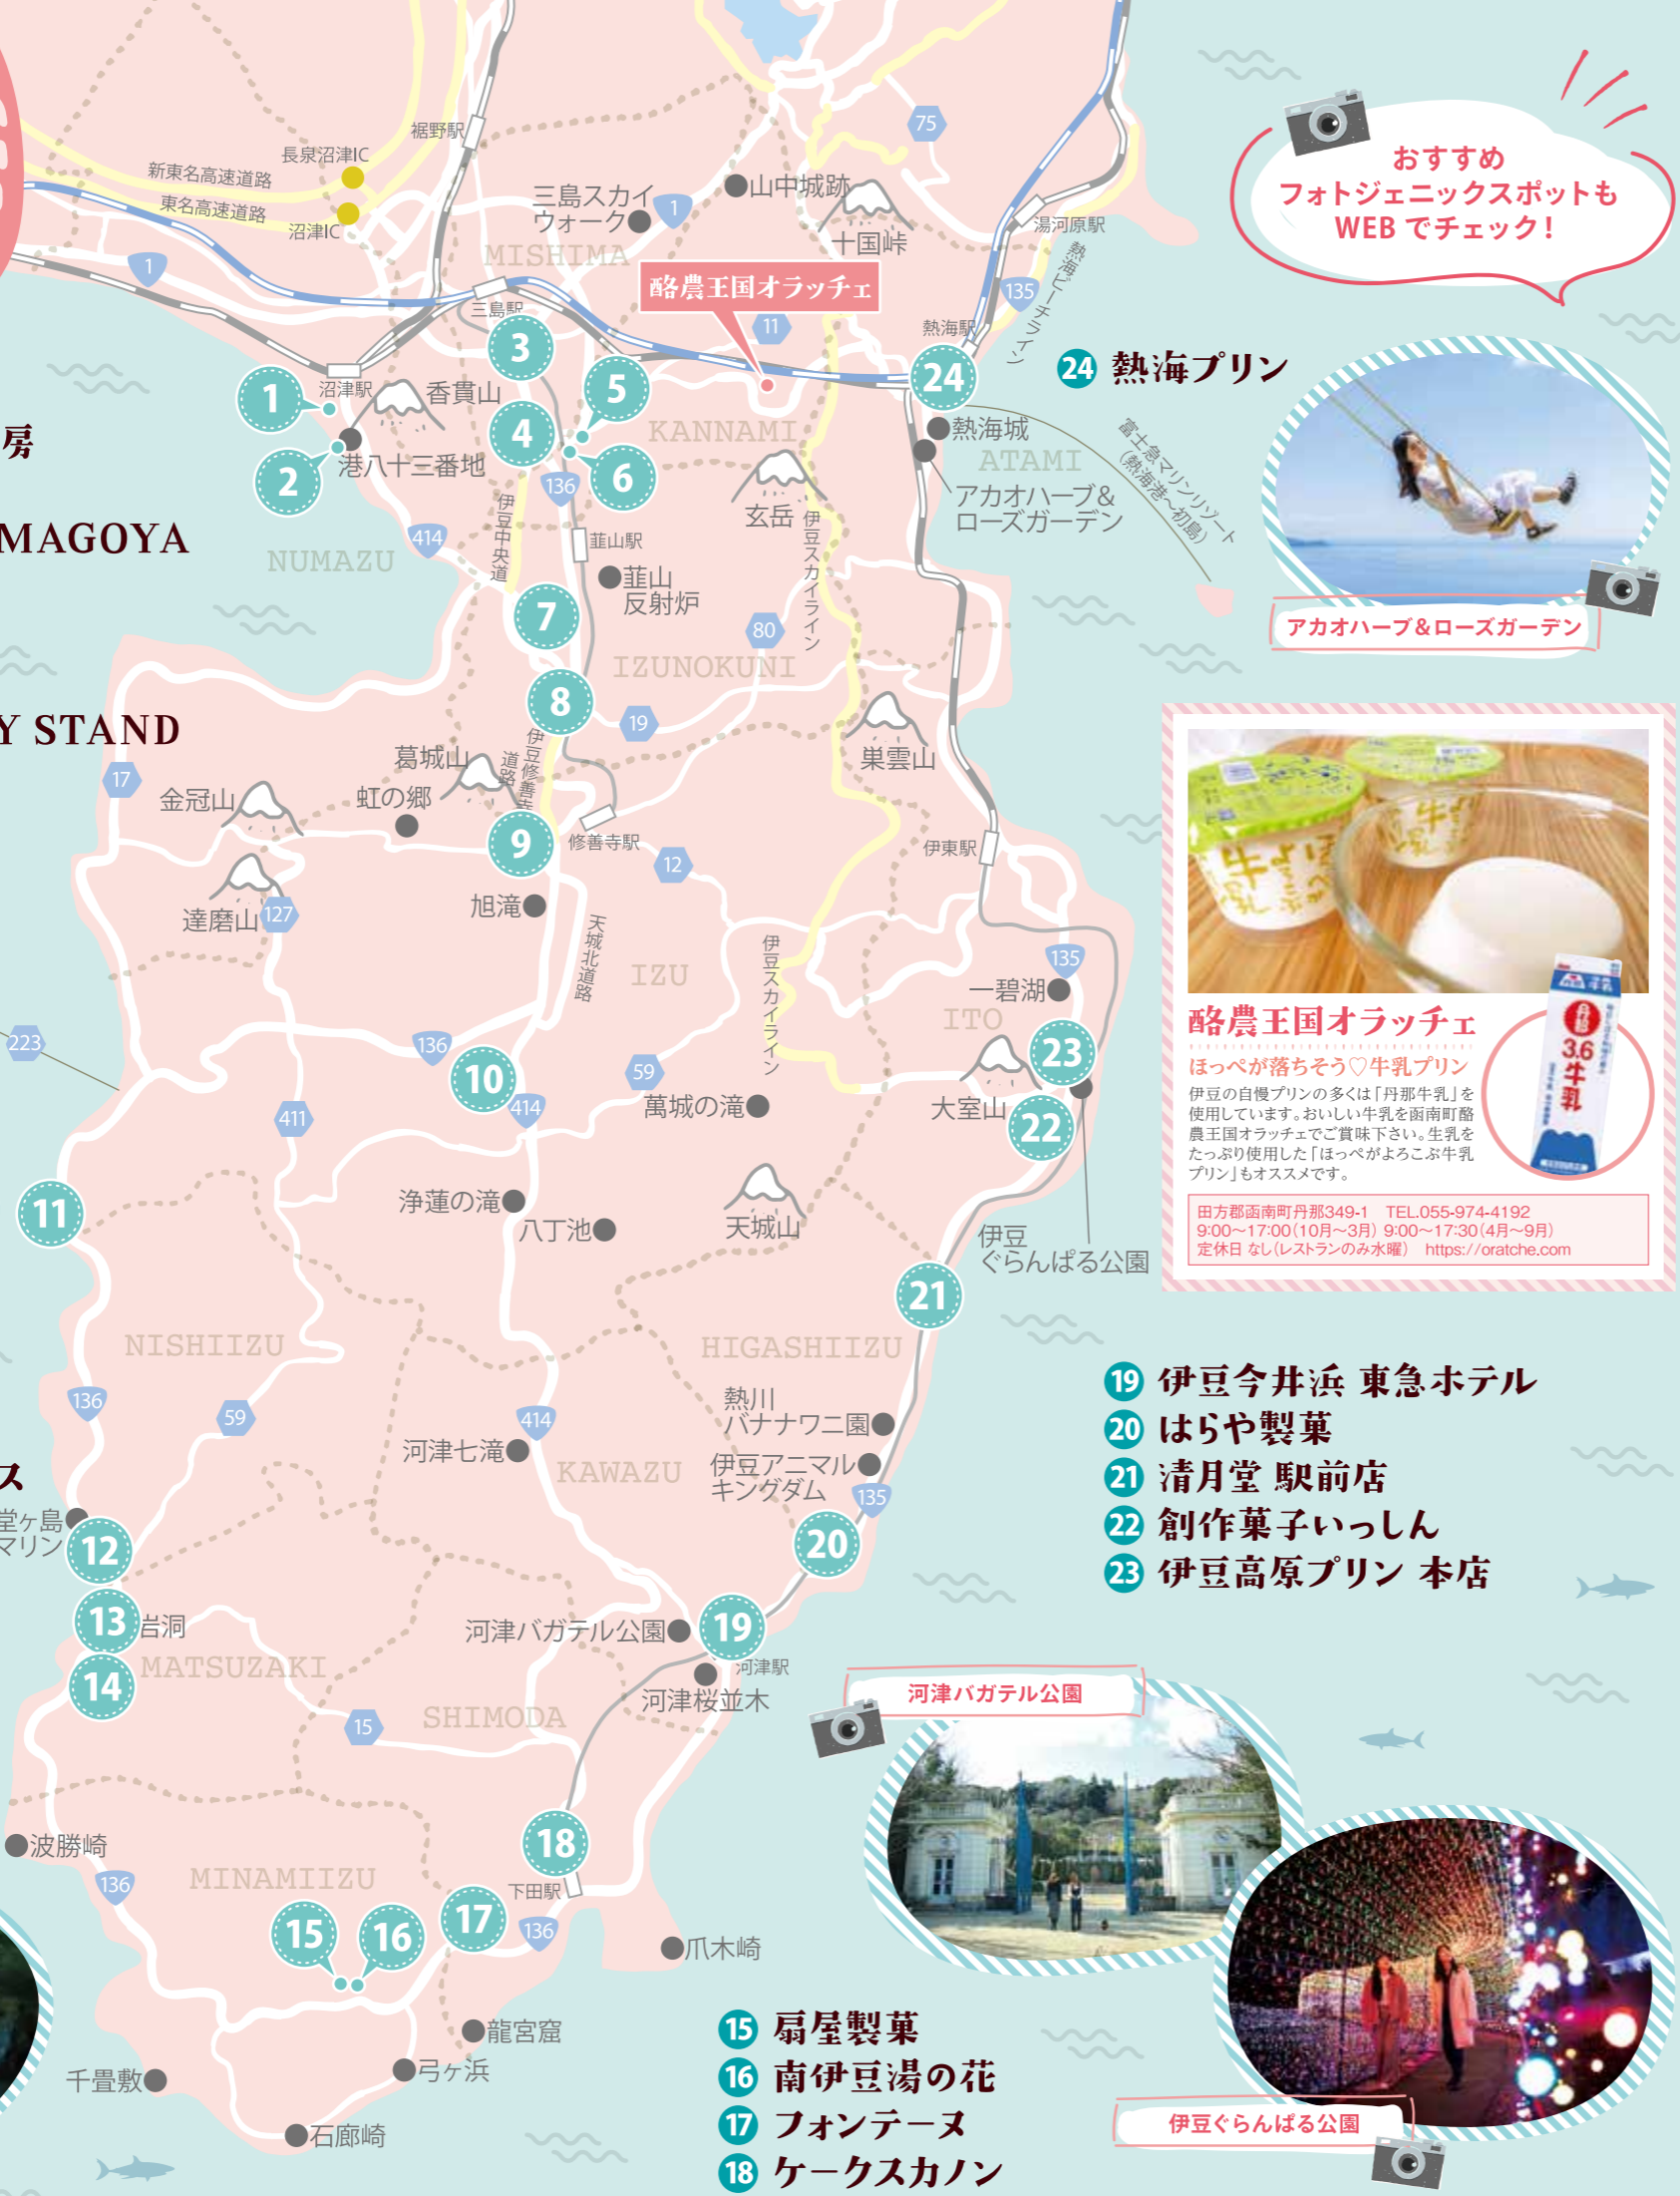 裾野駅
長泉沼津IC
新東名高速道路
東名高速道路
沼津IC
三島スカイ
ウォーク
1
山中城跡
75
十国峠
湯河原駅
熱海ビーチライン
135
MISHIMA
1
三島駅
酪農王国オラッチェ
11
熱海駅
おすすめ
フォトジェニックスポットも
WEB でチェック!
3
5
24
24 熱海プリン
1
沼津駅
香貫山
4
KANNAMI
熱海城
ATAMI
富士急マリンリゾート
(熱海港～初島)
房
2
港八十三番地
6
136
アカオハーブ&
ローズガーデン
玄岳
伊豆中央道
伊豆スカイライン
MAGOYA
414
NUMAZU
韮山駅
韮山
反射炉
7
80
アカオハーブ&ローズガーデン
IZUNOKUNI
8
19
Y STAND
17
葛城山
伊豆修善寺
道路
巣雲山
金冠山
虹の郷
9
修善寺駅
12
伊東駅
達磨山
127
旭滝
天城北道路
IZU
伊豆スカイライン
135
一碧湖
ITO
223
136
10
59
23
414
411
萬城の滝
大室山
22
酪農王国オラッチェ
ほっぺが落ちそう♡牛乳プリン
伊豆の自慢プリンの多くは「丹那牛乳」を
使用しています。おいしい牛乳を函南町酪
農王国オラッチェでご賞味下さい。生乳を
たっぷり使用した「ほっぺがよろこぶ牛乳
プリン」もオススメです。
3.6
牛乳
田方郡函南町丹那349-1 TEL.055-974-4192
9:00～17:00(10月～3月) 9:00～17:30(4月～9月)
定休日 なし(レストランのみ水曜) https://oratche.com
11
浄蓮の滝
八丁池
天城山
伊豆
ぐらんぱる公園
21
NISHIIZU
HIGASHIIZU
136
59
414
熱川
バナナワニ園
河津七滝
KAWAZU
伊豆アニマル
キングダム
135
19 伊豆今井浜 東急ホテル
20 はらや製菓
21 清月堂 駅前店
22 創作菓子いっしん
23 伊豆高原プリン 本店
ス
堂ヶ島
マリン
12
20
13
岩洞
河津バガテル公園
19
河津駅
14
MATSUZAKI
河津桜並木
SHIMODA
15
河津バガテル公園
波勝崎
18
136
MINAMIIZU
下田駅
15
16
17
136
爪木崎
龍宮窟
弓ヶ浜
千畳敷
石廊崎
15 扇屋製菓
16 南伊豆湯の花
17 フォンテーヌ
18 ケークスカノン
伊豆ぐらんぱる公園